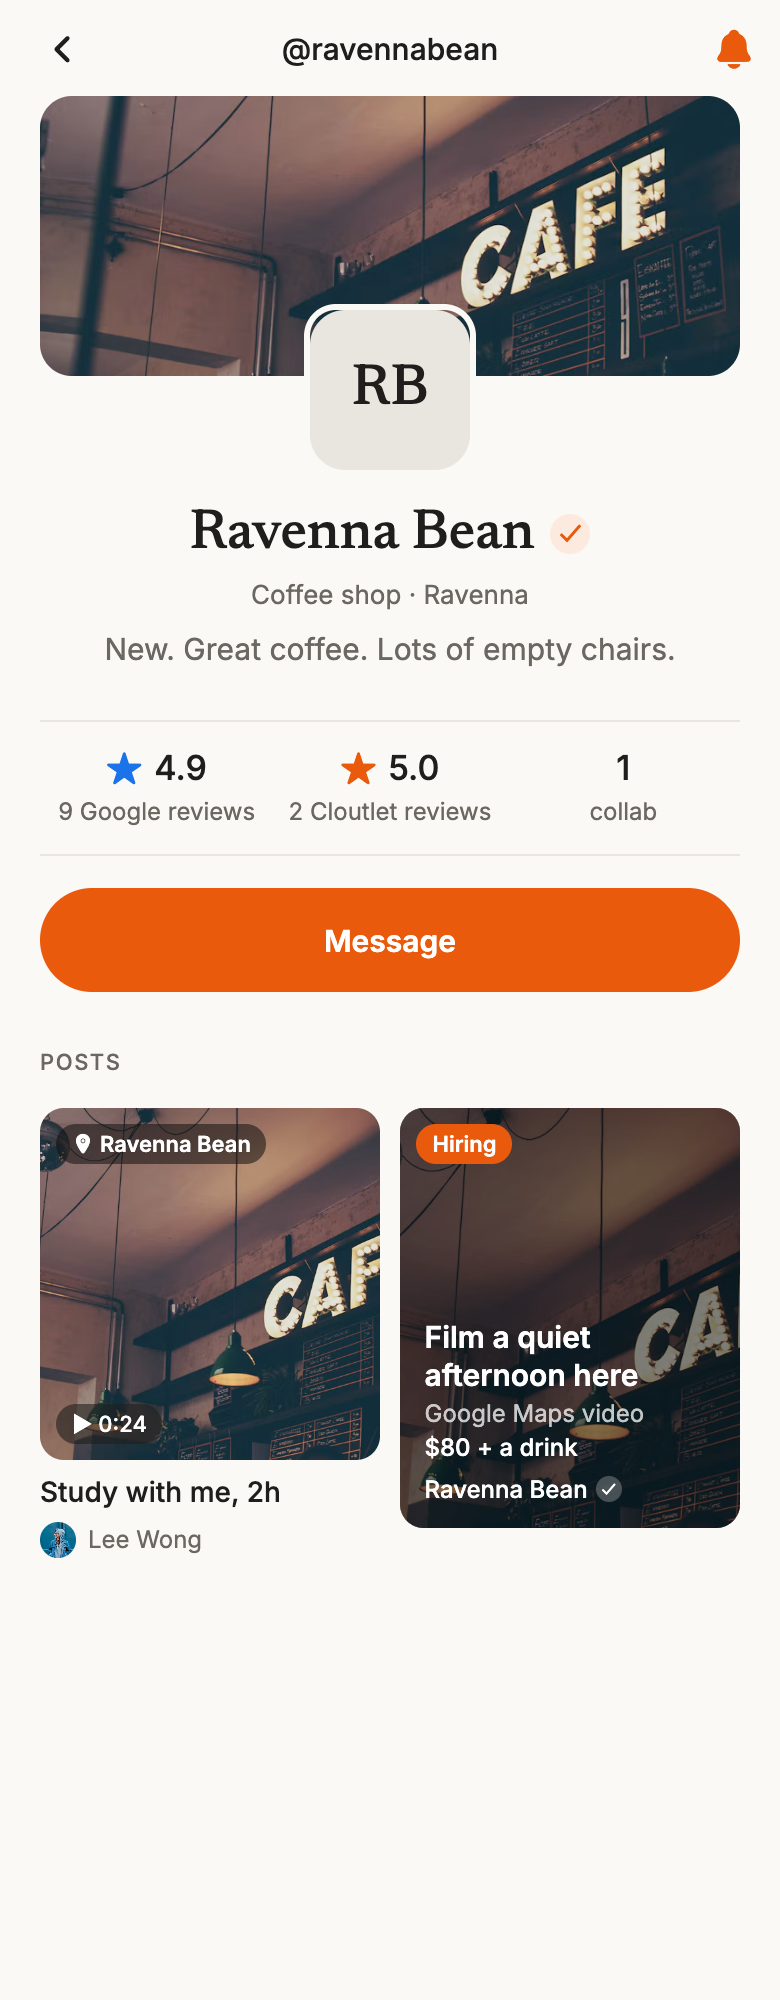 @ravennabean
CAFE
RB
Ravenna Bean
Coffee shop · Ravenna
New. Great coffee. Lots of empty chairs.
4.9
9 Google reviews
5.0
2 Cloutlet reviews
1
collab
Message
POSTS
Ravenna Bean
CAF
0:24
Study with me, 2h
Lee Wong
Hiring
CA
Film a quiet
afternoon here
Google Maps video
$80 + a drink
Ravenna Bean